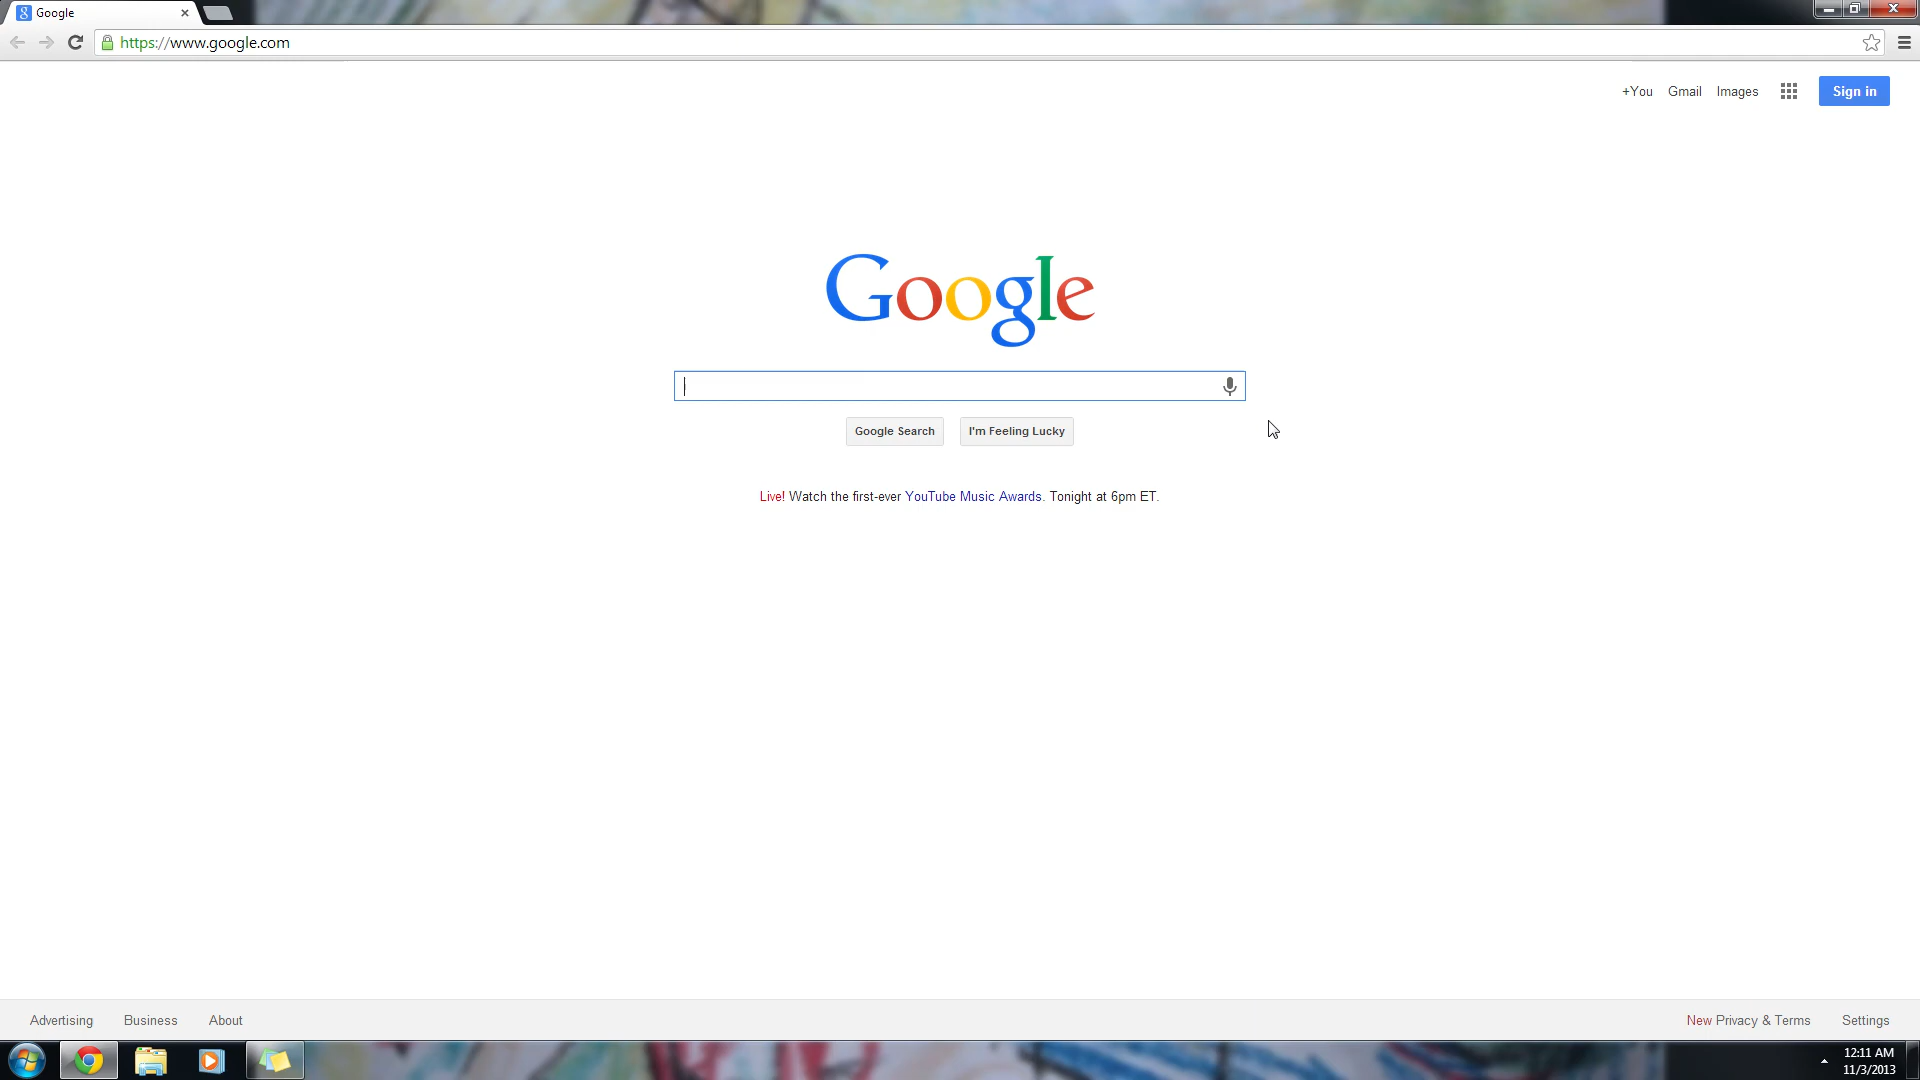 Google
https://www.google.com
+You Gmail Images Sign in
Google
Google Search I'm Feeling Lucky
Live! Watch the first-ever YouTube Music Awards. Tonight at 6pm ET.
Advertising Business About New Privacy & Terms Settings
12:11 AM
11/3/2013